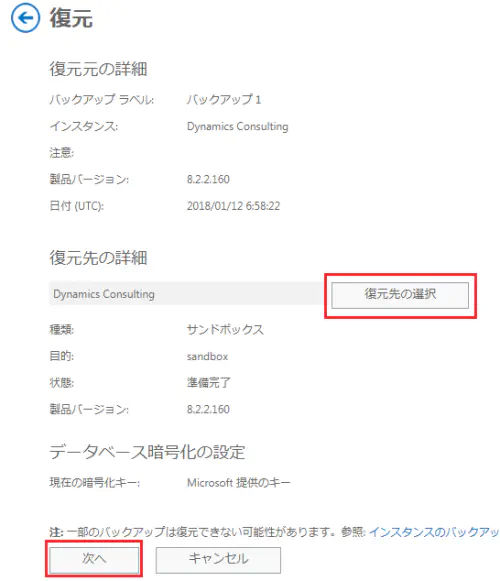 復元
復元元の詳細
バックアップ ラベル: バックアップ 1
インスタンス: Dynamics Consulting
注意:
製品バージョン: 8.2.2.160
日付 (UTC): 2018/01/12 6:58:22
復元先の詳細
Dynamics Consulting 復元先の選択
種類: サンドボックス
目的: sandbox
状態: 準備完了
製品バージョン: 8.2.2.160
データベース暗号化の設定
現在の暗号化キー: Microsoft 提供のキー
注: 一部のバックアップは復元できない可能性があります。参照: インスタンスのバックアッ
次へ キャンセル